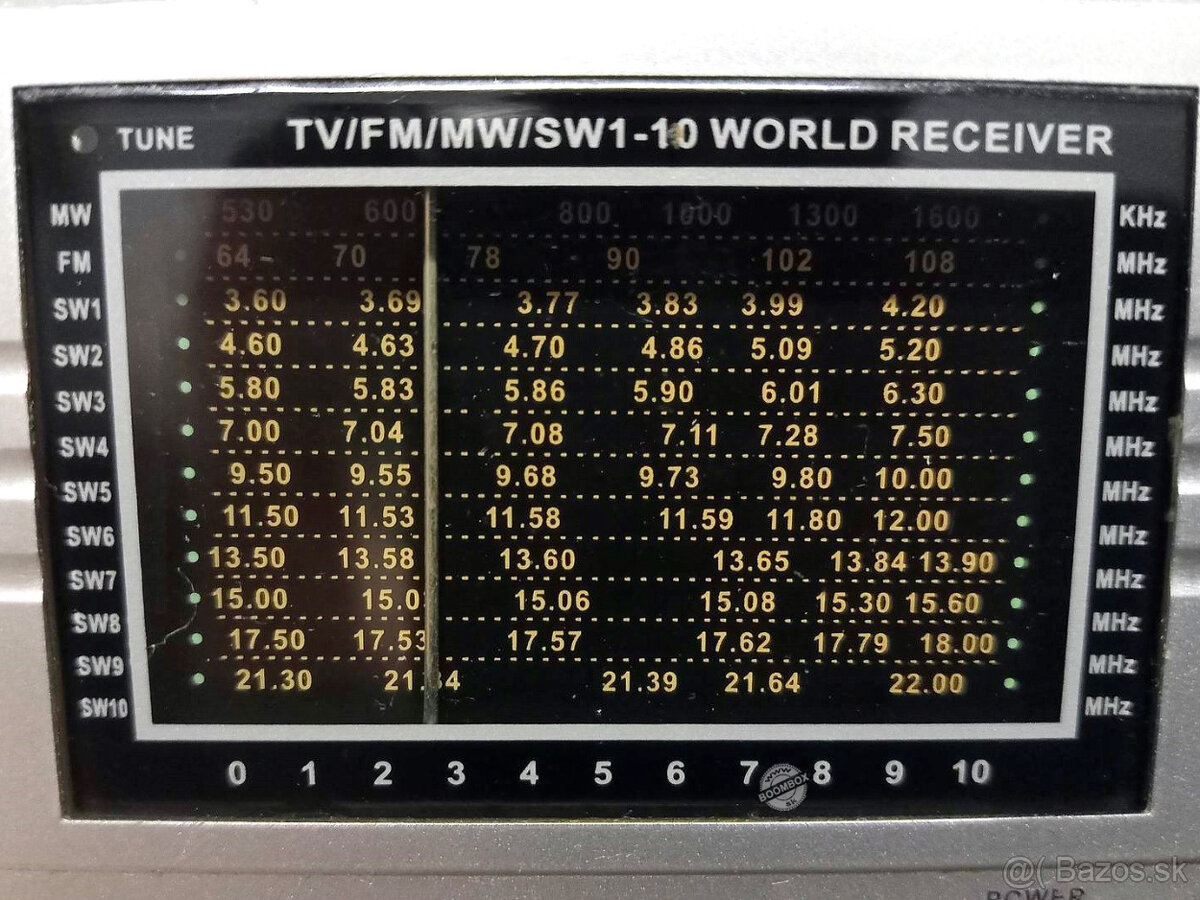 TUNE TV/FM/MW/SW1-10 WORLD RECEIVER
MW 530 600 800 1000 1300 1600 KHz
FM 64 70 78 90 102 108 MHz
SW1 3.60 3.69 3.77 3.83 3.99 4.20 MHz
SW2 4.60 4.63 4.70 4.86 5.09 5.20 MHz
SW3 5.80 5.83 5.86 5.90 6.01 6.30 MHz
SW4 7.00 7.04 7.08 7.11 7.28 7.50 MHz
SW5 9.50 9.55 9.68 9.73 9.80 10.00 MHz
SW6 11.50 11.53 11.58 11.59 11.80 12.00 MHz
SW7 13.50 13.58 13.60 13.65 13.84 13.90 MHz
SW8 15.00 15.06 15.08 15.30 15.60 MHz
SW9 17.50 17.53 17.57 17.62 17.79 18.00 MHz
SW10 21.30 21.39 21.64 22.00 MHz
0 1 2 3 4 5 6 7 8 9 10
BOOMBOX
sk
@( Bazos.sk
POWER